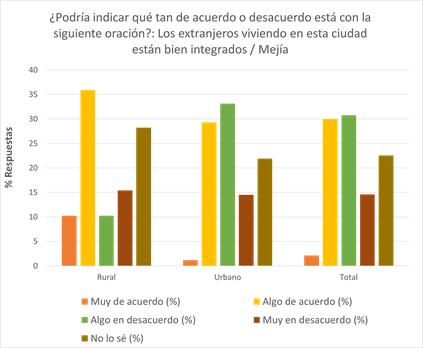 ¿Podría indicar qué tan de acuerdo o desacuerdo está con la
siguiente oración?: Los extranjeros viviendo en esta ciudad
están bien integrados / Mejía
% Respuestas
40
35
30
25
20
15
10
5
0
Rural
Urbano
Total
Muy de acuerdo (%)
Algo de acuerdo (%)
Algo en desacuerdo (%)
Muy en desacuerdo (%)
No lo sé (%)